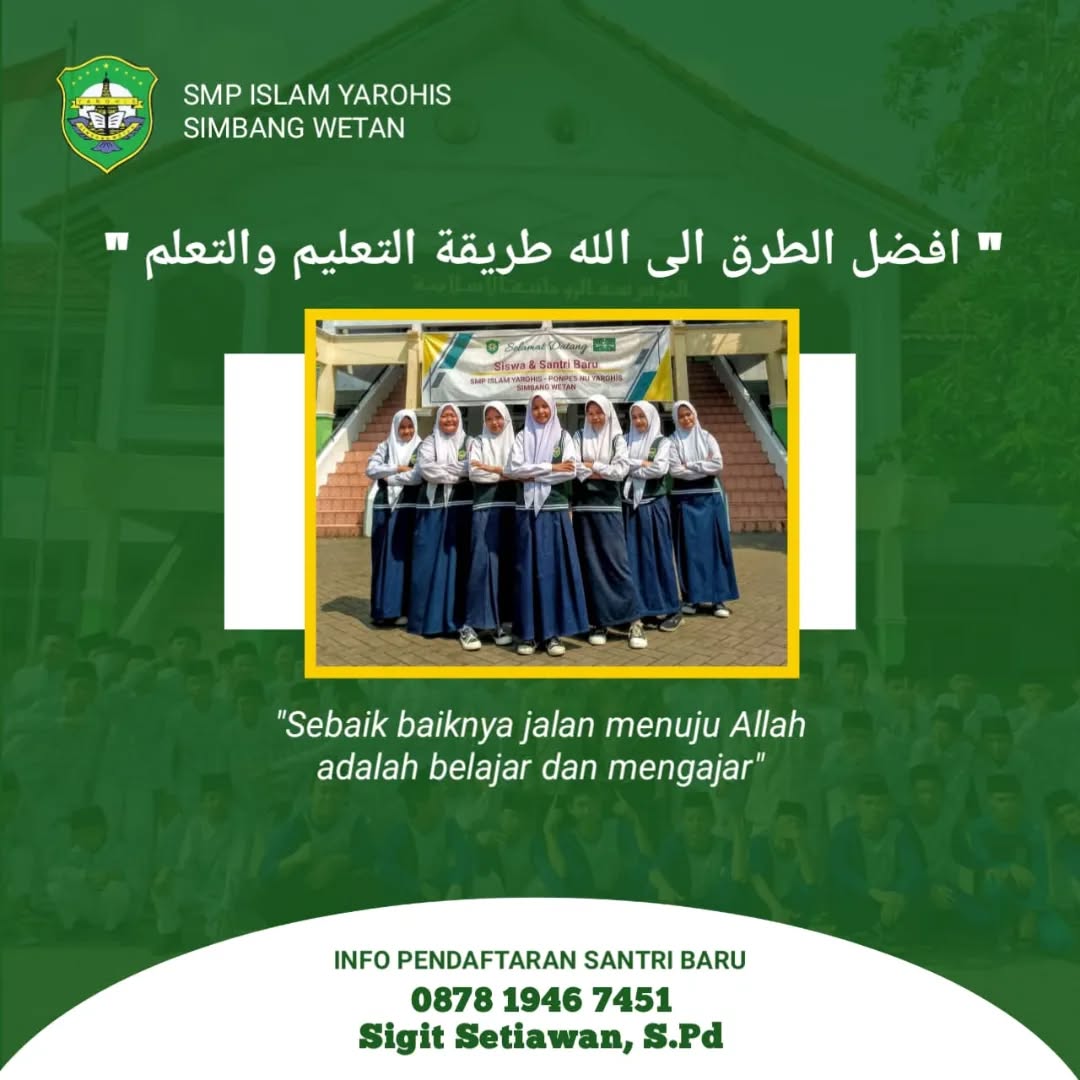 SMP ISLAM YAROHIS
SIMBANG WETAN
" افضل الطرق الى الله طريقة التعليم والتعلم "
Selamat Datang
Siswa & Santri Baru
SMP ISLAM YAROHIS - PONPES NU YAROHIS
SIMBANG WETAN
"Sebaik baiknya jalan menuju Allah
adalah belajar dan mengajar"
INFO PENDAFTARAN SANTRI BARU
0878 1946 7451
Sigit Setiawan, S.Pd